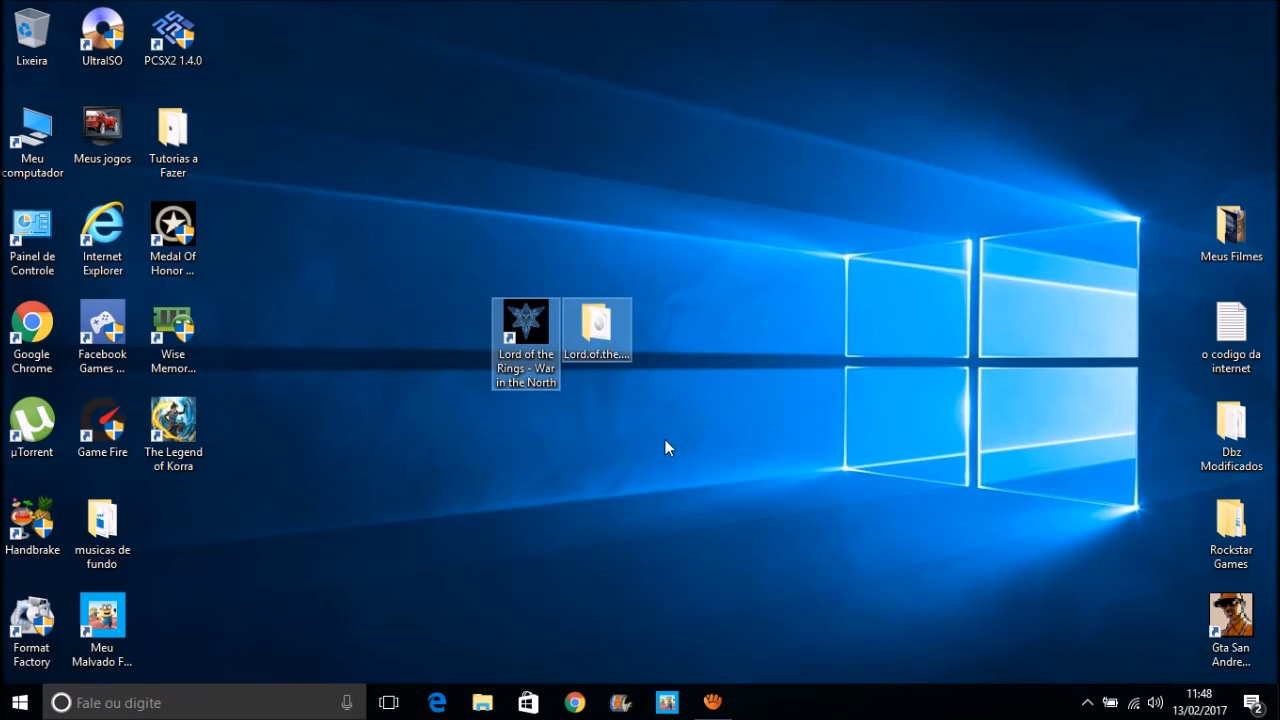 Lixeira
UltraISO
PCSX2 1.4.0
Meu
computador
Meus jogos
Tutorias a
Fazer
Painel de
Controle
Internet
Explorer
Medal Of
Honor ...
Meus Filmes
Google
Chrome
Facebook
Games ...
Wise
Memor...
Lord of the
Rings - War
in the North
Lord.of.the....
o codigo da
internet
µTorrent
Game Fire
The Legend
of Korra
Dbz
Modificados
Handbrake
musicas de
fundo
Rockstar
Games
Format
Factory
Meu
Malvado F...
Gta San
Andre...
Fale ou digite
11:48
13/02/2017
2